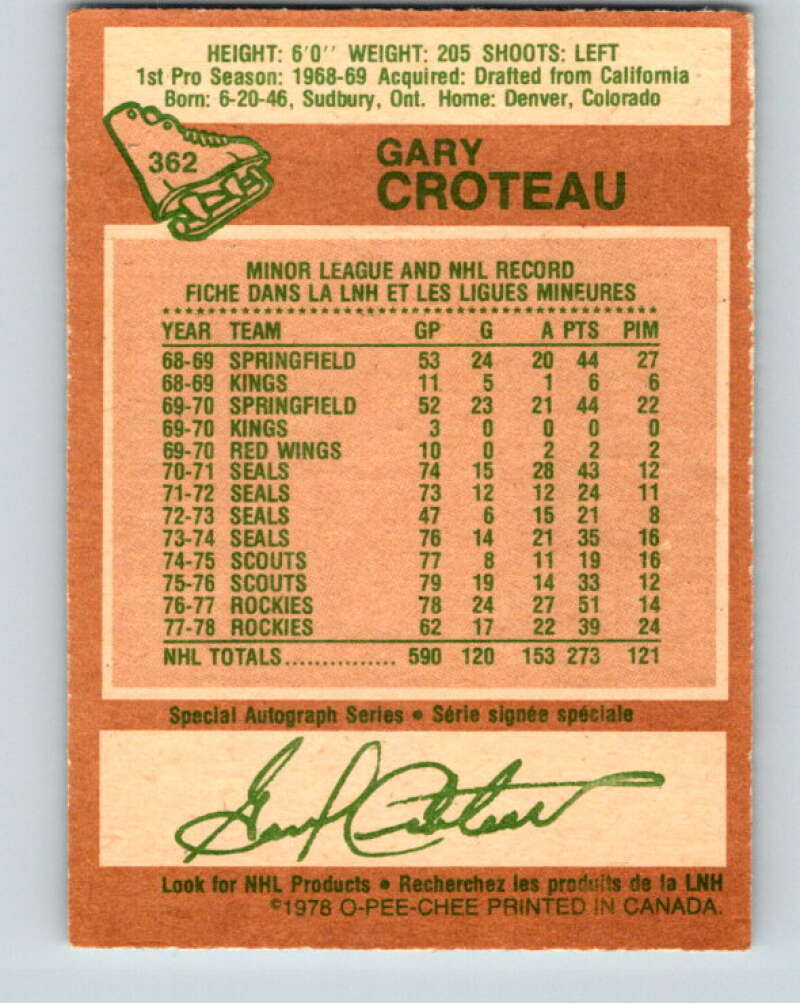 HEIGHT: 6'0'' WEIGHT: 205 SHOOTS: LEFT
1st Pro Season: 1968-69 Acquired: Drafted from California
Born: 6-20-46, Sudbury, Ont. Home: Denver, Colorado
362
GARY
CROTEAU
MINOR LEAGUE AND NHL RECORD
FICHE DANS LA LNH ET LES LIGUES MINEURES
YEAR TEAM GP G A PTS PIM
68-69 SPRINGFIELD 53 24 20 44 27
68-69 KINGS 11 5 1 6 6
69-70 SPRINGFIELD 52 23 21 44 22
69-70 KINGS 3 0 0 0 0
69-70 RED WINGS 10 0 2 2 2
70-71 SEALS 74 15 28 43 12
71-72 SEALS 73 12 12 24 11
72-73 SEALS 47 6 15 21 8
73-74 SEALS 76 14 21 35 16
74-75 SCOUTS 77 8 11 19 16
75-76 SCOUTS 79 19 14 33 12
76-77 ROCKIES 78 24 27 51 14
77-78 ROCKIES 62 17 22 39 24
NHL TOTALS............... 590 120 153 273 121
Special Autograph Series • Série signée spéciale
Gary Croteau
Look for NHL Products • Recherchez les produits de la LNH
©1978 O-PEE-CHEE PRINTED IN CANADA.